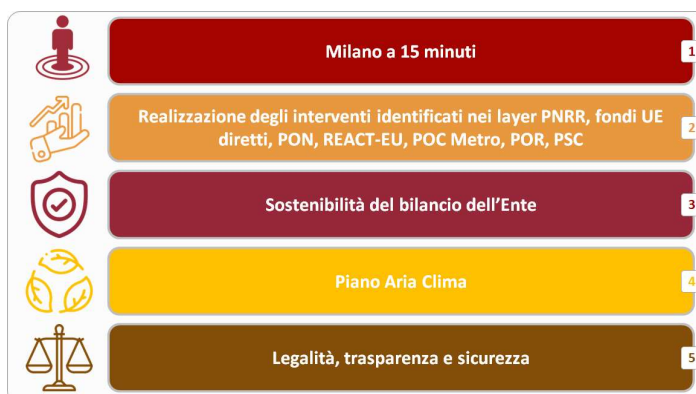 Milano a 15 minuti
1
Realizzazione degli interventi identificati nei layer PNRR, fondi UE
diretti, PON, REACT-EU, POC Metro, POR, PSC
2
Sostenibilità del bilancio dell'Ente
3
Piano Aria Clima
4
Legalità, trasparenza e sicurezza
5